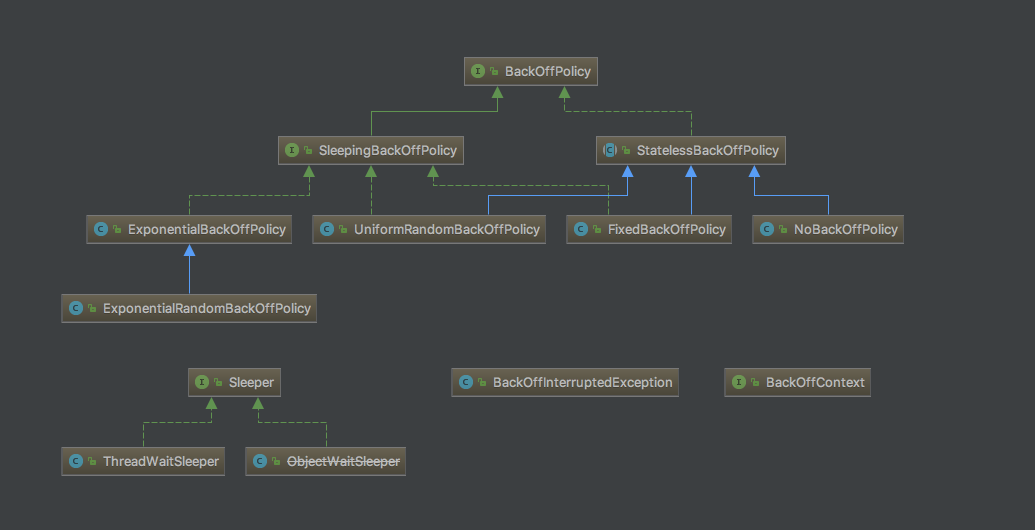 I BackOffPolicy
I SleepingBackOffPolicy
C StatelessBackOffPolicy
C ExponentialBackOffPolicy
C UniformRandomBackOffPolicy
C FixedBackOffPolicy
C NoBackOffPolicy
C ExponentialRandomBackOffPolicy
I Sleeper
C BackOffInterruptedException
I BackOffContext
C ThreadWaitSleeper
C ObjectWaitSleeper